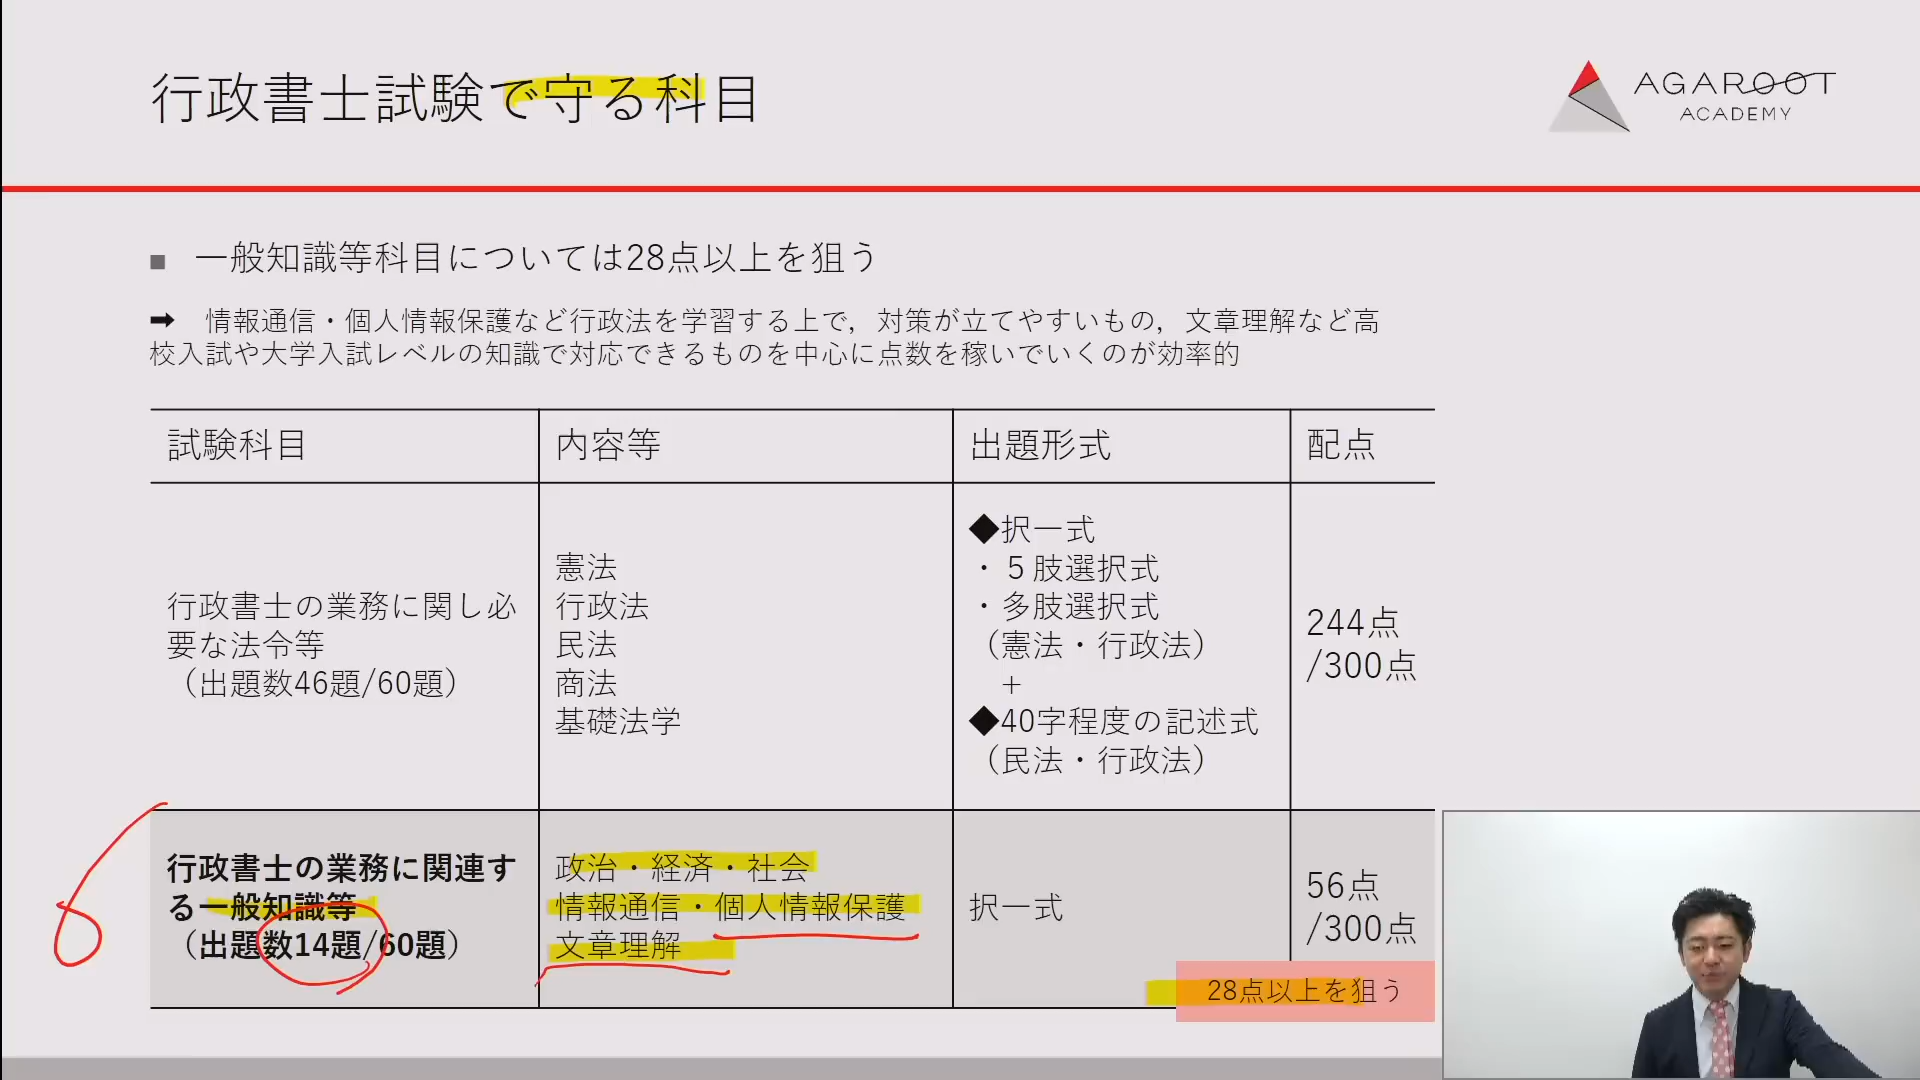 行政書士試験で守る科目
AGAROOT
ACADEMY
■ 一般知識等科目については28点以上を狙う
➡ 情報通信・個人情報保護など行政法を学習する上で，対策が立てやすいもの，文章理解など高
校入試や大学入試レベルの知識で対応できるものを中心に点数を稼いでいくのが効率的
試験科目
内容等
出題形式
配点
行政書士の業務に関し必
要な法令等
（出題数46題/60題）
憲法
行政法
民法
商法
基礎法学
◆択一式
・５肢選択式
・多肢選択式
（憲法・行政法）
＋
◆40字程度の記述式
（民法・行政法）
244点
/300点
行政書士の業務に関連す
る一般知識等
（出題数14題/60題）
政治・経済・社会
情報通信・個人情報保護
文章理解
択一式
56点
/300点
28点以上を狙う